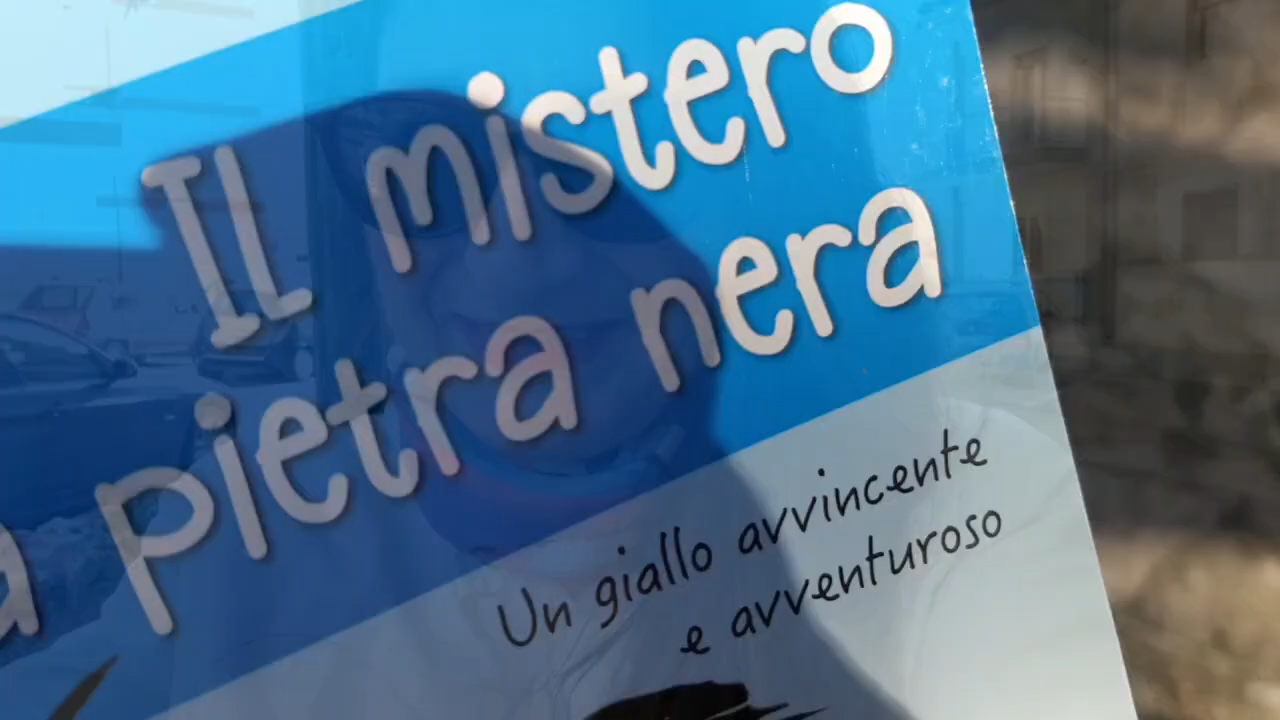 Il mistero
a pietra nera
Un giallo avvincente
e avventuroso